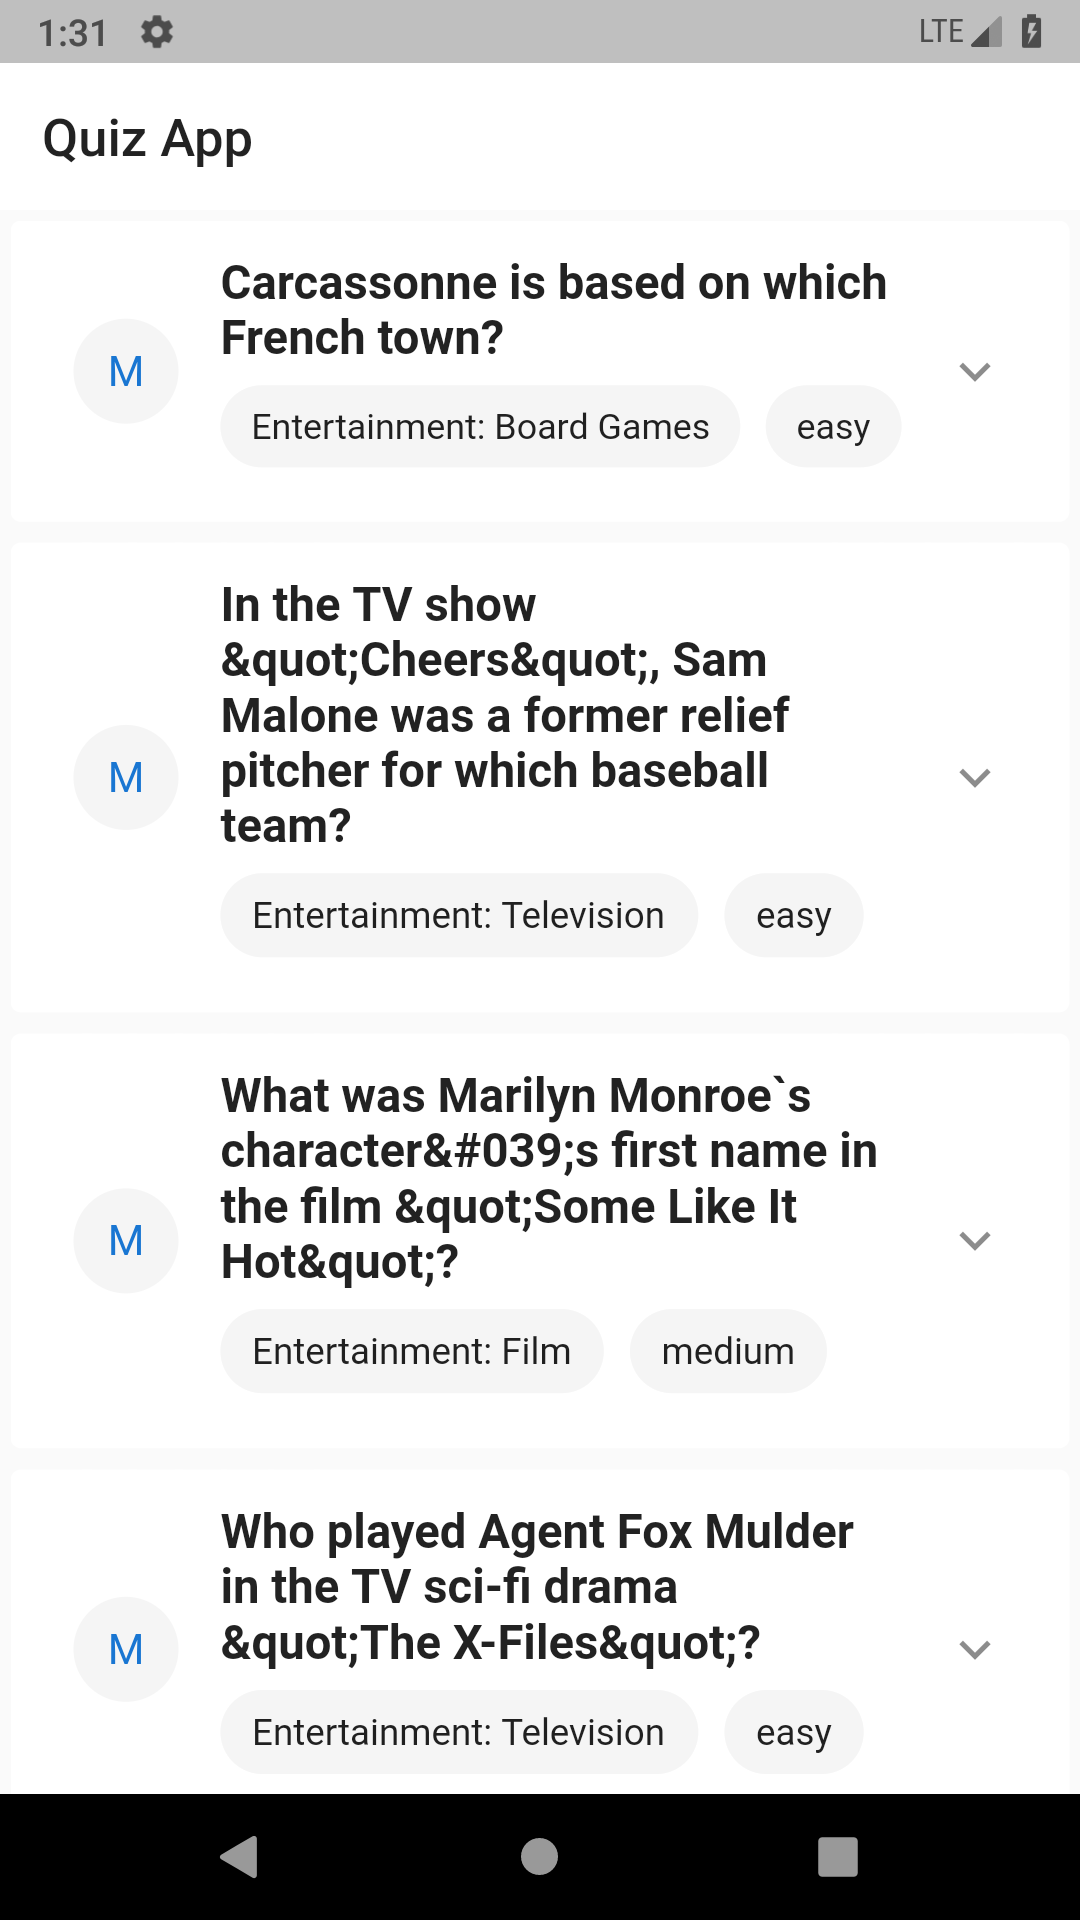 1:31 LTE
Quiz App
Carcassonne is based on which
French town?
M
Entertainment: Board Games easy
In the TV show
&quot;Cheers&quot;, Sam
Malone was a former relief
pitcher for which baseball
team?
M
Entertainment: Television easy
What was Marilyn Monroe`s
character&#039;s first name in
the film &quot;Some Like It
Hot&quot;?
M
Entertainment: Film medium
Who played Agent Fox Mulder
in the TV sci-fi drama
&quot;The X-Files&quot;?
M
Entertainment: Television easy